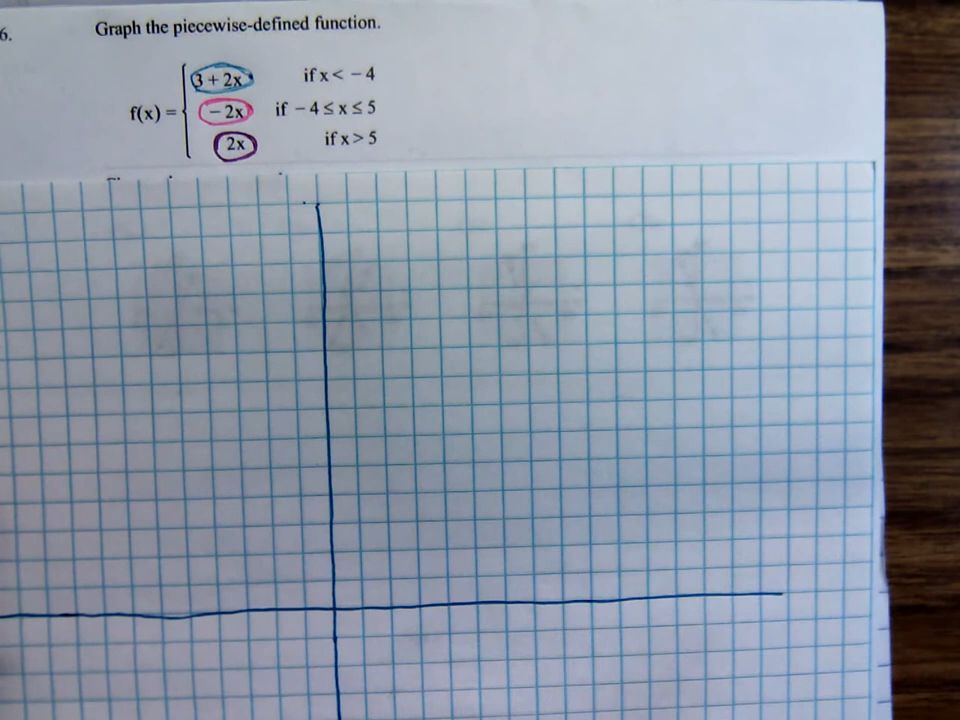 6. Graph the piecewise-defined function.
3 + 2x if x < - 4
f(x) = { - 2x if - 4 ≤ x ≤ 5
2x if x > 5